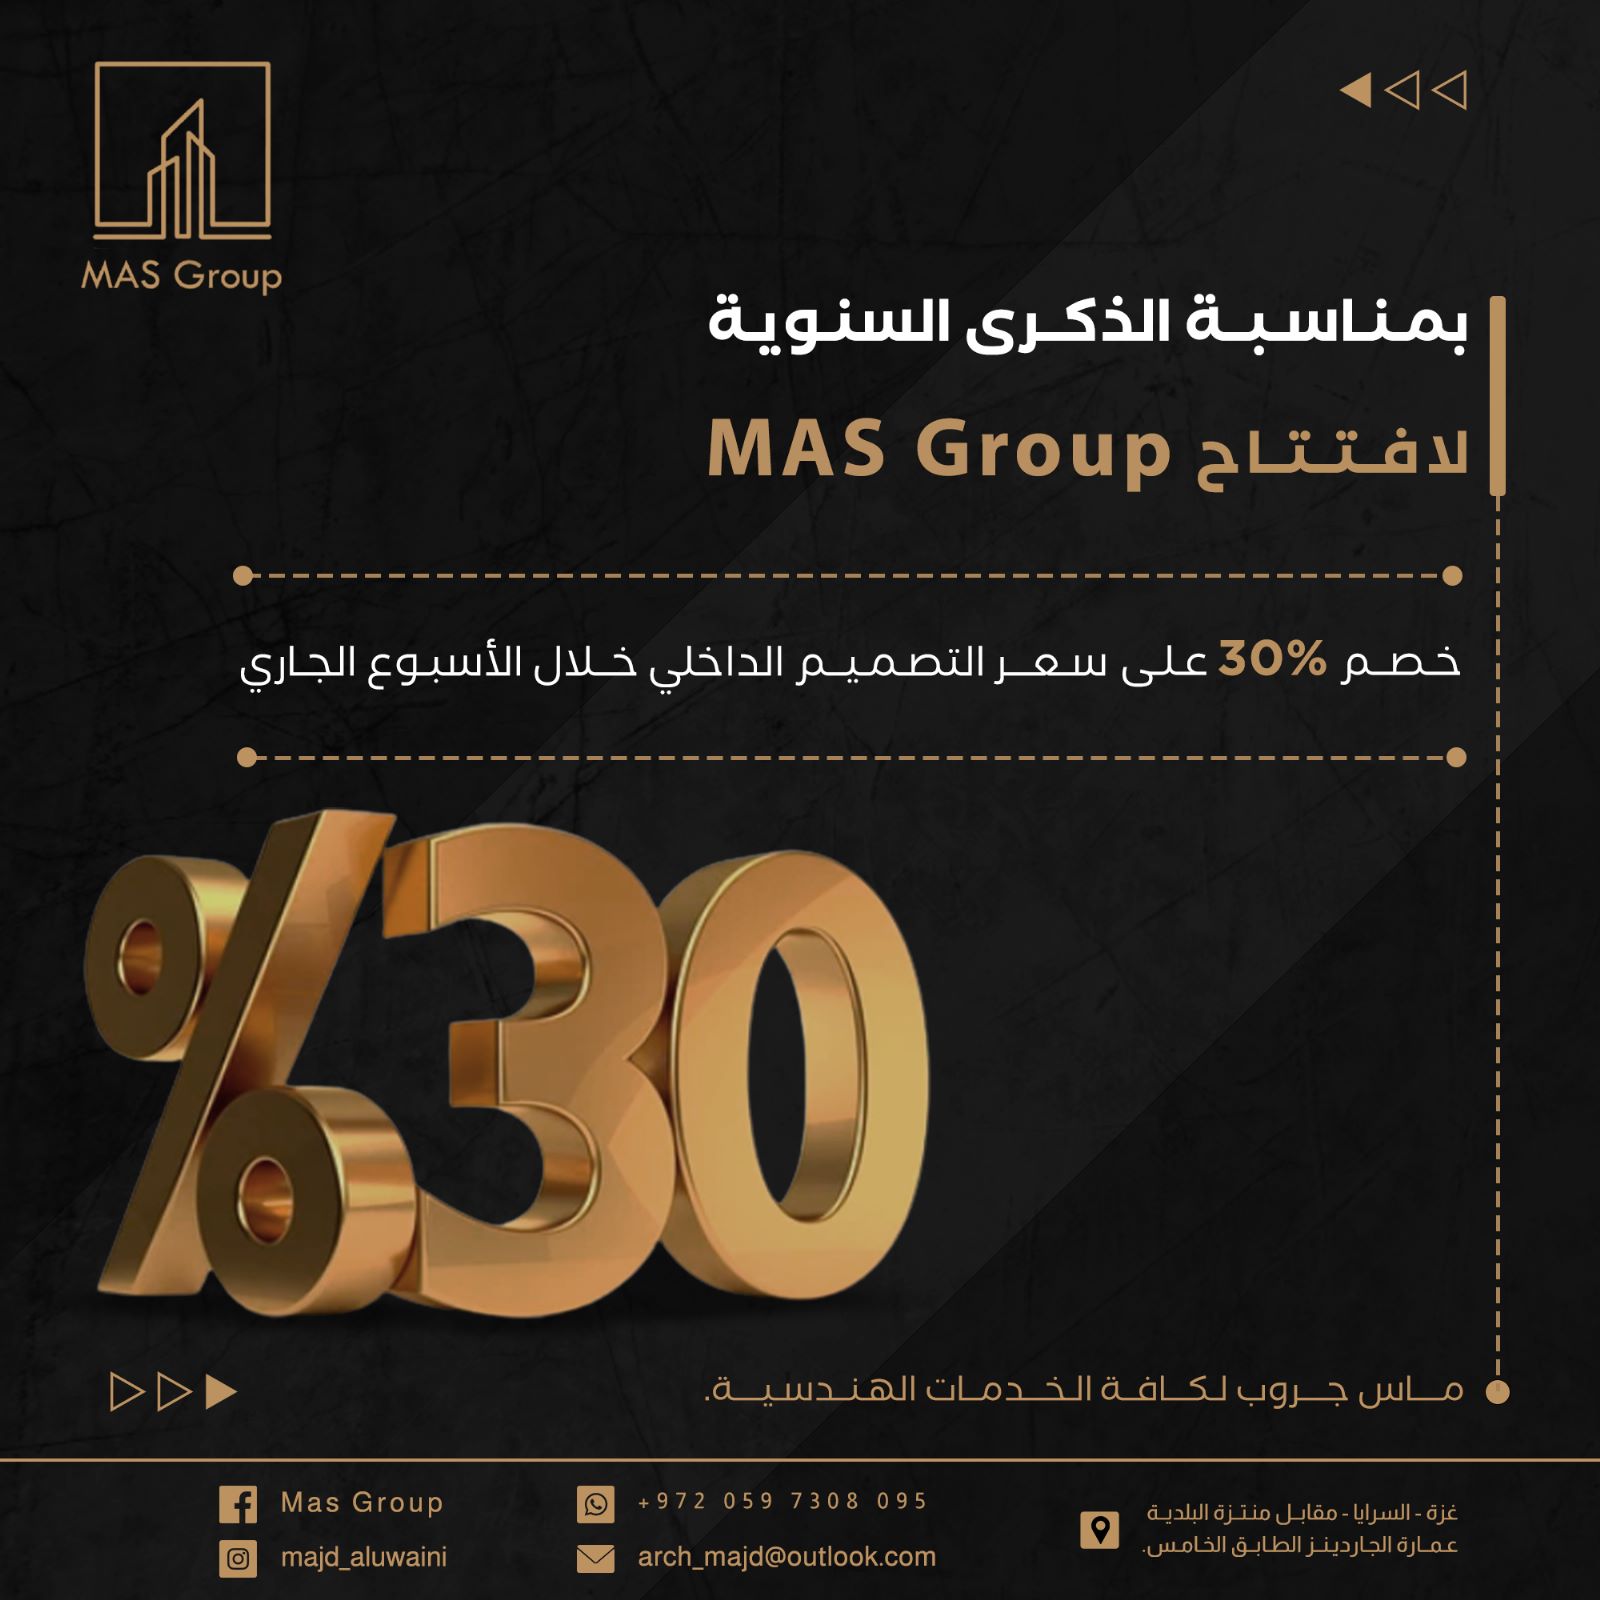 MAS Group
بمناسبة الذكرى السنوية
لافتتاح MAS Group
خصم 30% على سعر التصميم الداخلي خلال الأسبوع الجاري
%30
ماس جروب لكافة الخدمات الهندسية.
غزة - السرايا - مقابل منتزة البلدية
عمارة الجاردينز الطابق الخامس.
+972 059 7308 095
arch_majd@outlook.com
Mas Group
majd_aluwaini